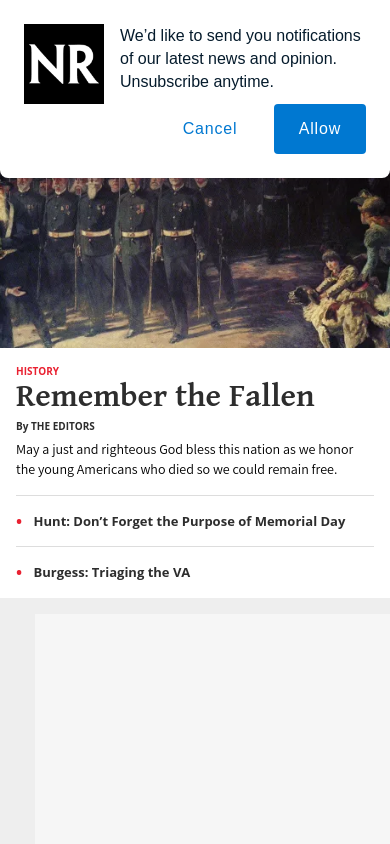 NR
We’d like to send you notifications
of our latest news and opinion.
Unsubscribe anytime.
Cancel
Allow
HISTORY
Remember the Fallen
By THE EDITORS
May a just and righteous God bless this nation as we honor
the young Americans who died so we could remain free.
• Hunt: Don’t Forget the Purpose of Memorial Day
• Burgess: Triaging the VA